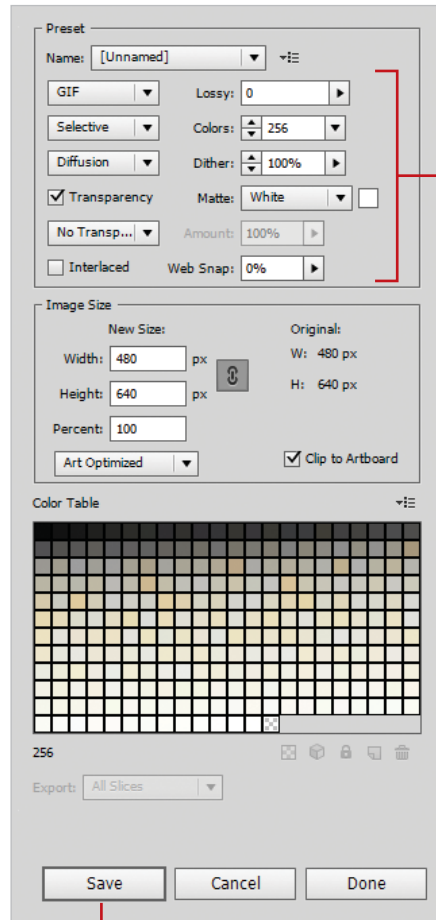 Preset
Name: [Unnamed]
GIF Lossy: 0
Selective Colors: 256
Diffusion Dither: 100%
Transparency Matte: White
No Transp... Amount: 100%
Interlaced Web Snap: 0%
Image Size
New Size: Original:
Width: 480 px W: 480 px
Height: 640 px H: 640 px
Percent: 100
Art Optimized Clip to Artboard
Color Table
256
Export: All Slices
Save Cancel Done